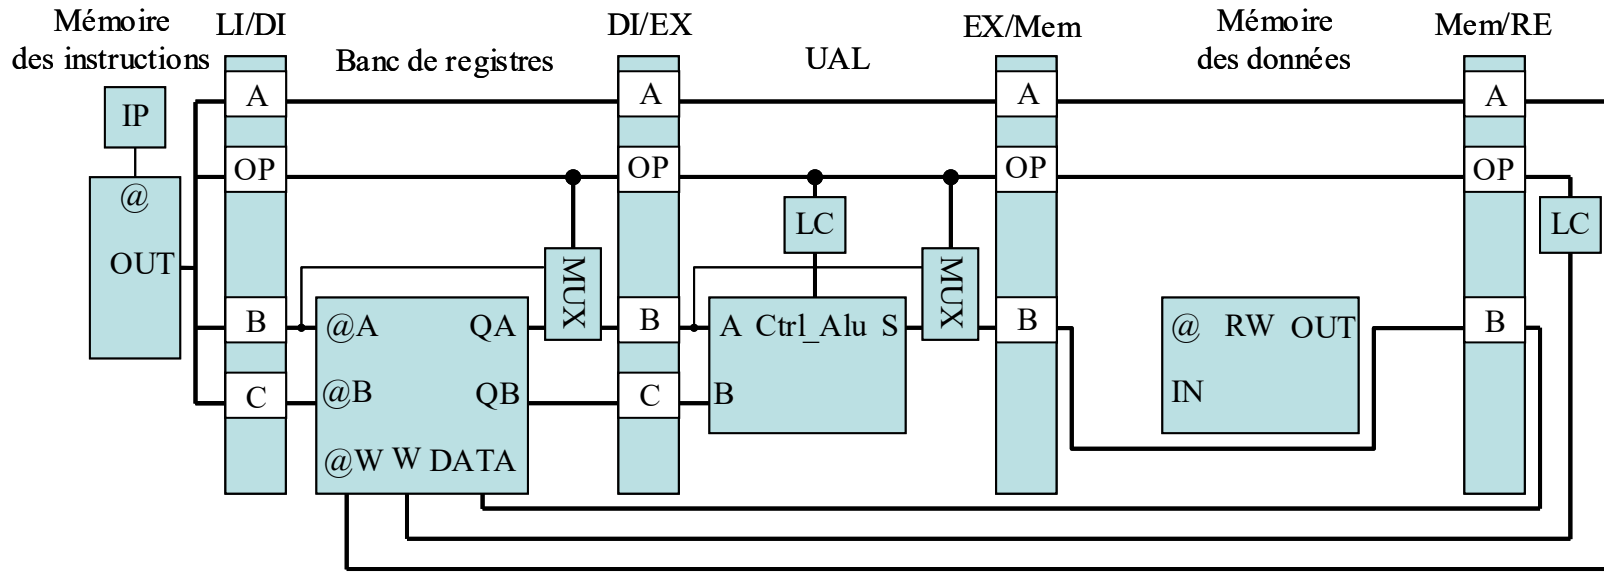 Mémoire
des instructions
LI/DI
Banc de registres
DI/EX
UAL
EX/Mem
Mémoire
des données
Mem/RE
IP
@
OUT
A
OP
B
C
@A
QA
@B
QB
@W W DATA
MUX
A
OP
B
C
LC
A Ctrl_Alu S
B
MUX
A
OP
B
@ RW OUT
IN
A
OP
B
LC